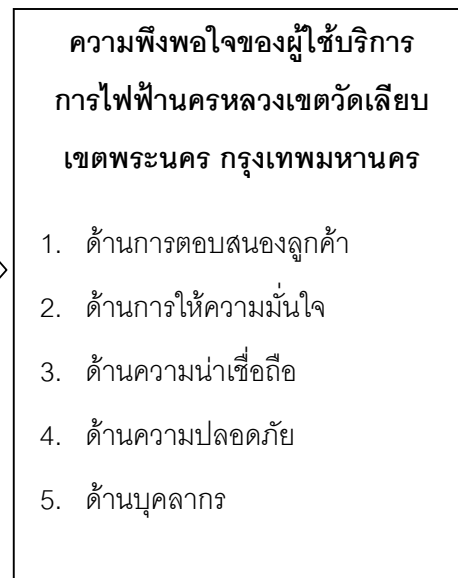 ความพึงพอใจของผู้ใช้บริการ
การไฟฟ้านครหลวงเขตวัดเลียบ
เขตพระนคร กรุงเทพมหานคร
1. ด้านการตอบสนองลูกค้า
2. ด้านการให้ความมั่นใจ
3. ด้านความน่าเชื่อถือ
4. ด้านความปลอดภัย
5. ด้านบุคลากร